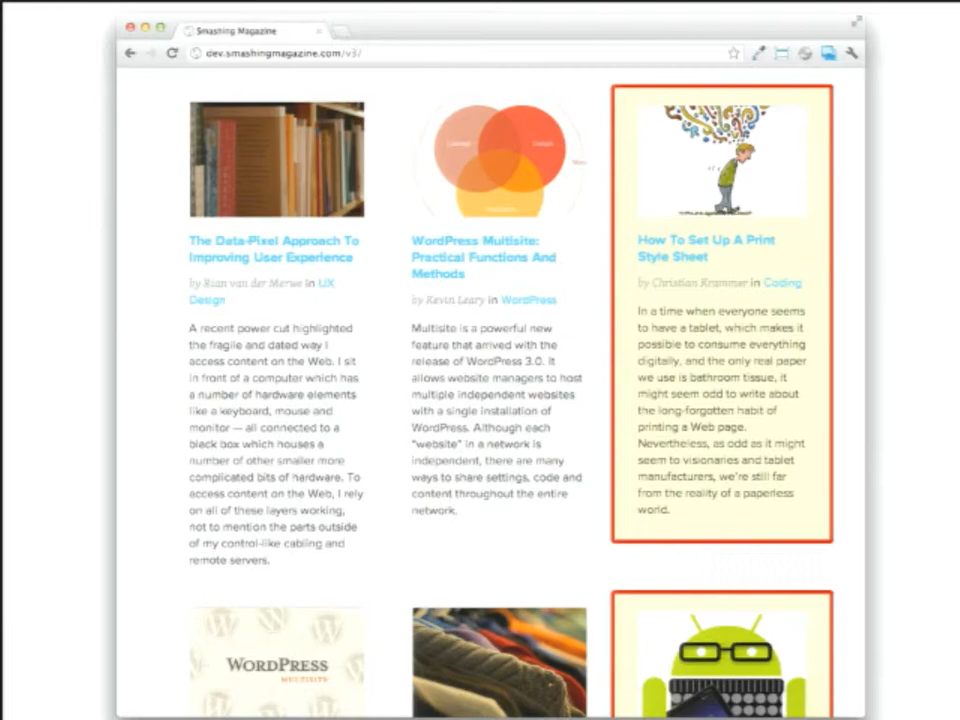 Smashing Magazine
dev.smashingmagazine.com/v3/
The Data-Pixel Approach To
Improving User Experience
by Rian van der Merwe in UX
Design
A recent power cut highlighted
the fragile and dated way I
access content on the Web. I sit
in front of a computer which has
a number of hardware elements
like a keyboard, mouse and
monitor — all connected to a
black box which houses a
number of other smaller more
complicated bits of hardware. To
access content on the Web, I rely
on all of these layers working,
not to mention the parts outside
of my control-like cabling and
remote servers.
WordPress Multisite:
Practical Functions And
Methods
by Kevin Leary in WordPress
Multisite is a powerful new
feature that arrived with the
release of WordPress 3.0. It
allows website managers to host
multiple independent websites
with a single installation of
WordPress. Although each
"website" in a network is
independent, there are many
ways to share settings, code and
content throughout the entire
network.
How To Set Up A Print
Style Sheet
by Christian Krammer in Coding
In a time when everyone seems
to have a tablet, which makes it
possible to consume everything
digitally, and the only real paper
we use is bathroom tissue, it
might seem odd to write about
the long-forgotten habit of
printing a Web page.
Nevertheless, as odd as it might
seem to visionaries and tablet
manufacturers, we're still far
from the reality of a paperless
world.
WORDPRESS
MULTISITE